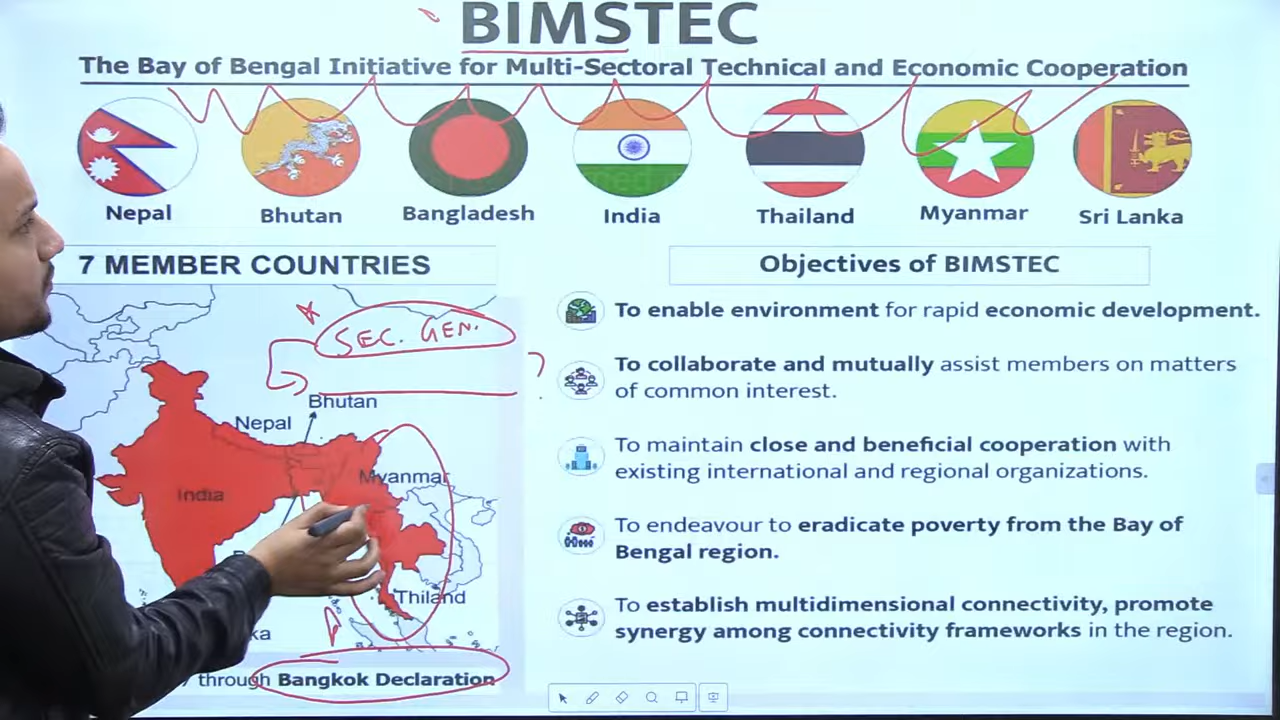 BIMSTEC
The Bay of Bengal Initiative for Multi-Sectoral Technical and Economic Cooperation
Nepal
Bhutan
Bangladesh
India
Thailand
Myanmar
Sri Lanka
7 MEMBER COUNTRIES
SEC. GEN.
?
Bhutan
Nepal
Myanmar
India
Thiland
ka
through Bangkok Declaration
Objectives of BIMSTEC
To enable environment for rapid economic development.
To collaborate and mutually assist members on matters
of common interest.
To maintain close and beneficial cooperation with
existing international and regional organizations.
To endeavour to eradicate poverty from the Bay of
Bengal region.
To establish multidimensional connectivity, promote
synergy among connectivity frameworks in the region.